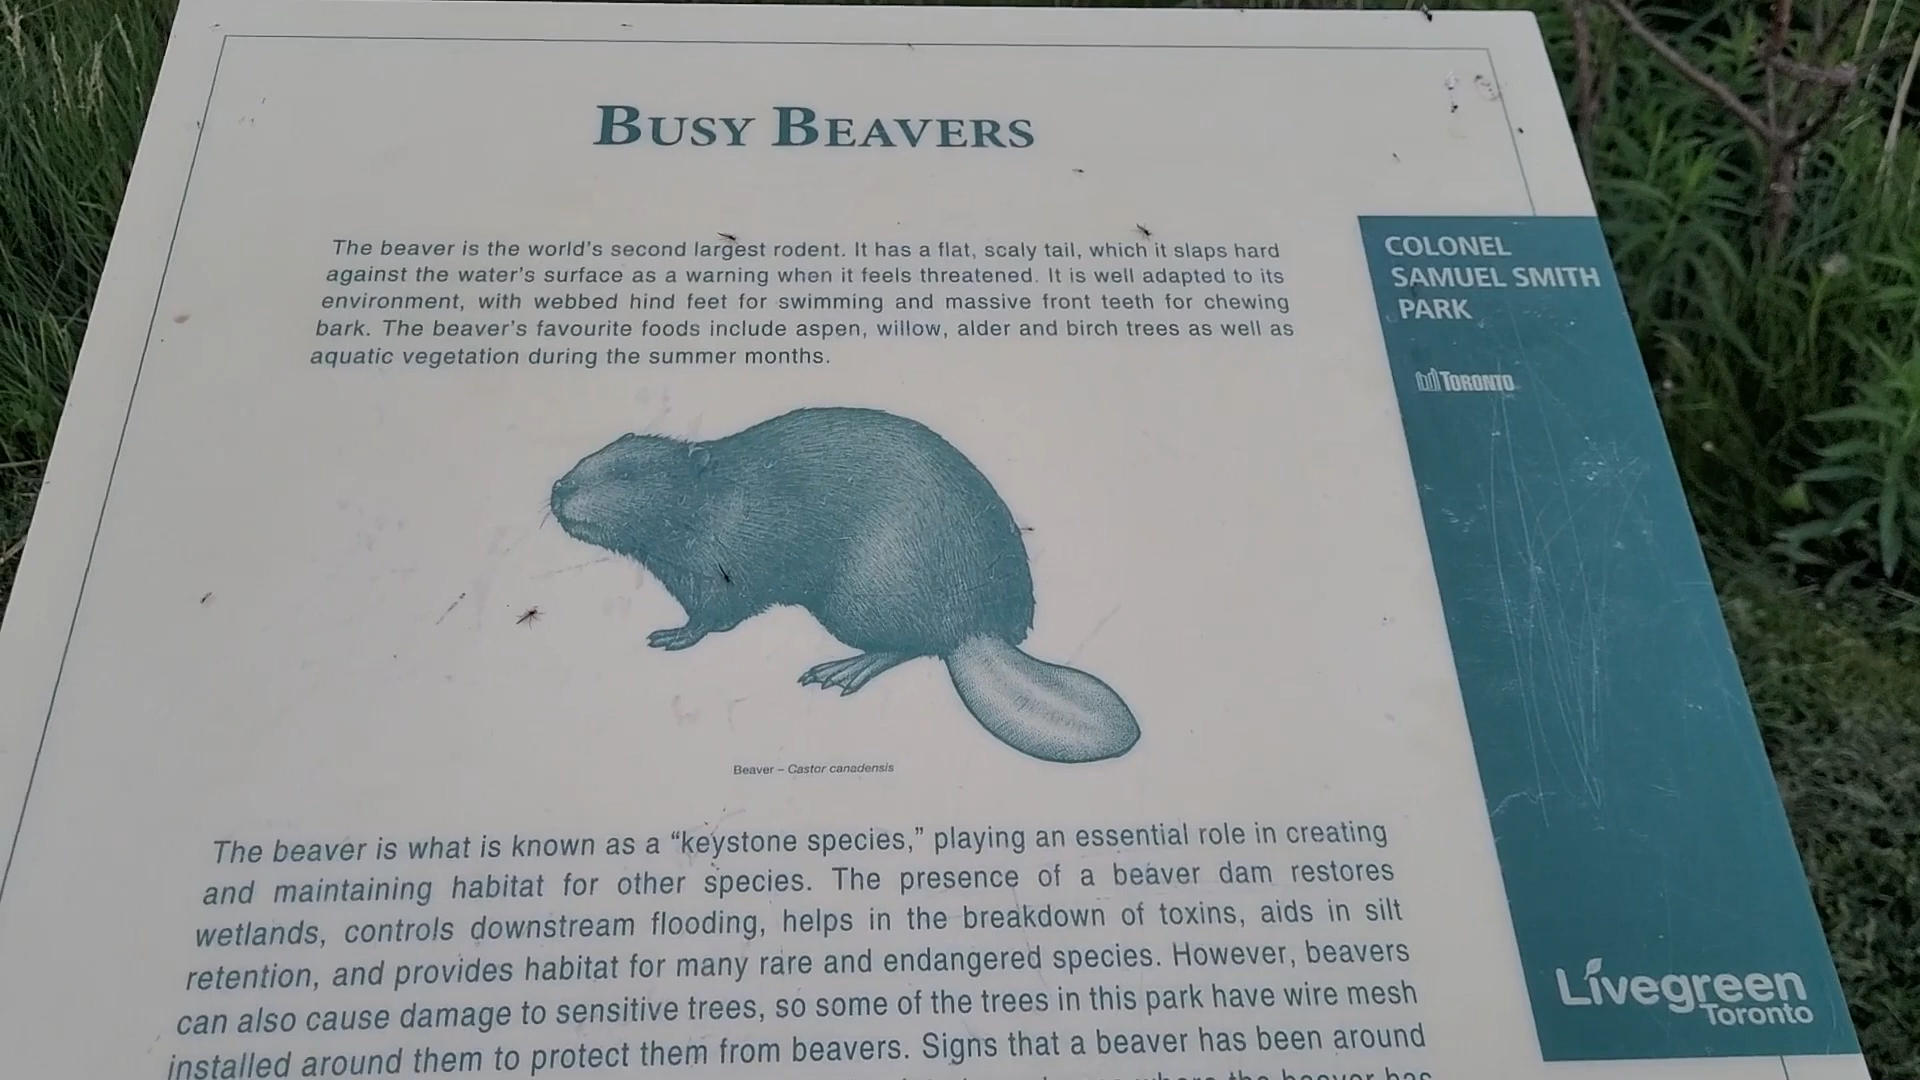 BUSY BEAVERS
The beaver is the world's second largest rodent. It has a flat, scaly tail, which it slaps hard
against the water's surface as a warning when it feels threatened. It is well adapted to its
environment, with webbed hind feet for swimming and massive front teeth for chewing
bark. The beaver's favourite foods include aspen, willow, alder and birch trees as well as
aquatic vegetation during the summer months.
COLONEL
SAMUEL SMITH
PARK
TORONTO
Beaver – Castor canadensis
The beaver is what is known as a “keystone species,” playing an essential role in creating
and maintaining habitat for other species. The presence of a beaver dam restores
wetlands, controls downstream flooding, helps in the breakdown of toxins, aids in silt
retention, and provides habitat for many rare and endangered species. However, beavers
can also cause damage to sensitive trees, so some of the trees in this park have wire mesh
installed around them to protect them from beavers. Signs that a beaver has been around
where the beaver has
Livegreen
Toronto